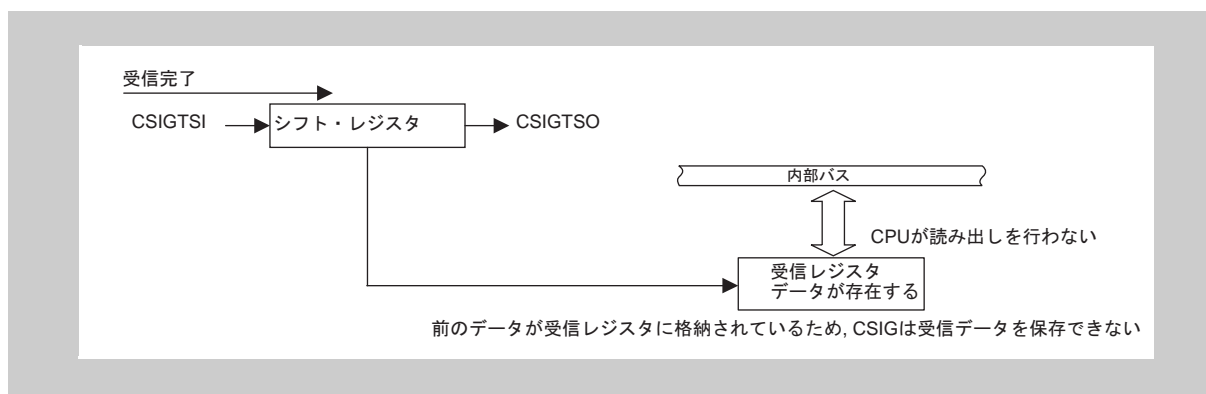 受信完了
CSIGTSI
シフト・レジスタ
CSIGTSO
内部バス
CPUが読み出しを行わない
受信レジスタ
データが存在する
前のデータが受信レジスタに格納されているため, CSIGは受信データを保存できない